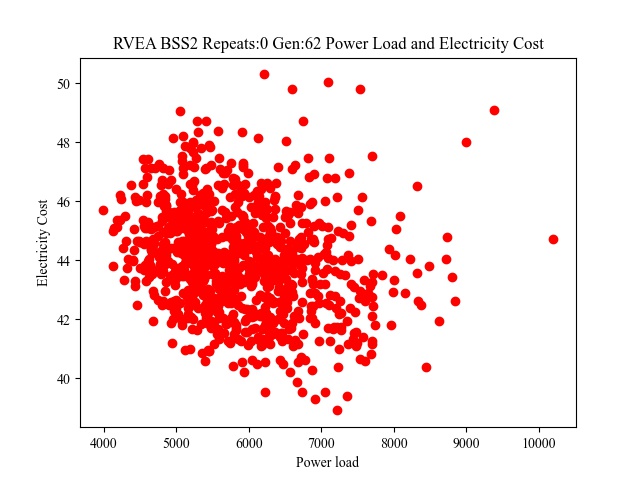 RVEA BSS2 Repeats:0 Gen:62 Power Load and Electricity Cost
50
48
46
44
42
40
Electricity Cost
4000 5000 6000 7000 8000 9000 10000
Power load